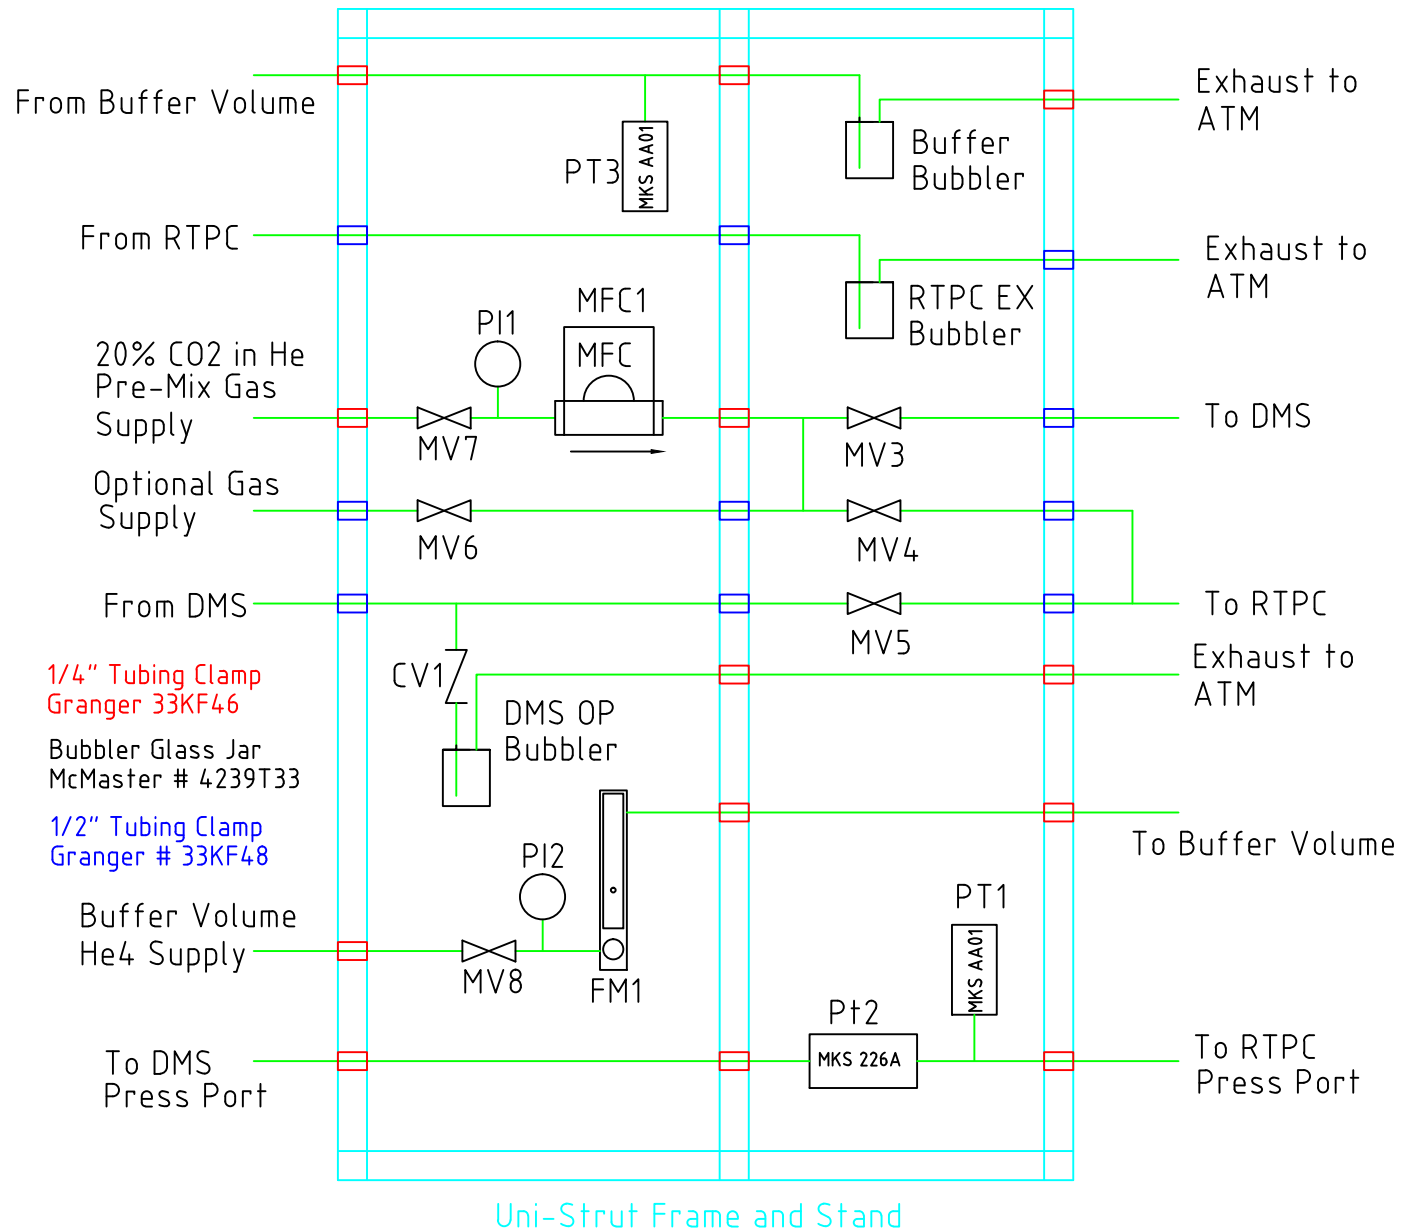 From Buffer Volume
Exhaust to
ATM
PT3
MKS AA01
Buffer
Bubbler
From RTPC
Exhaust to
ATM
RTPC EX
Bubbler
MFC1
PI1
MFC
20% CO2 in He
Pre-Mix Gas
Supply
MV7
MV3
To DMS
Optional Gas
Supply
MV6
MV4
From DMS
MV5
To RTPC
CV1
Exhaust to
ATM
1/4" Tubing Clamp
Granger 33KF46
DMS OP
Bubbler
Bubbler Glass Jar
McMaster # 4239T33
1/2" Tubing Clamp
Granger # 33KF48
To Buffer Volume
PI2
PT1
MKS AA01
Buffer Volume
He4 Supply
MV8
FM1
Pt2
MKS 226A
To DMS
Press Port
To RTPC
Press Port
Uni-Strut Frame and Stand